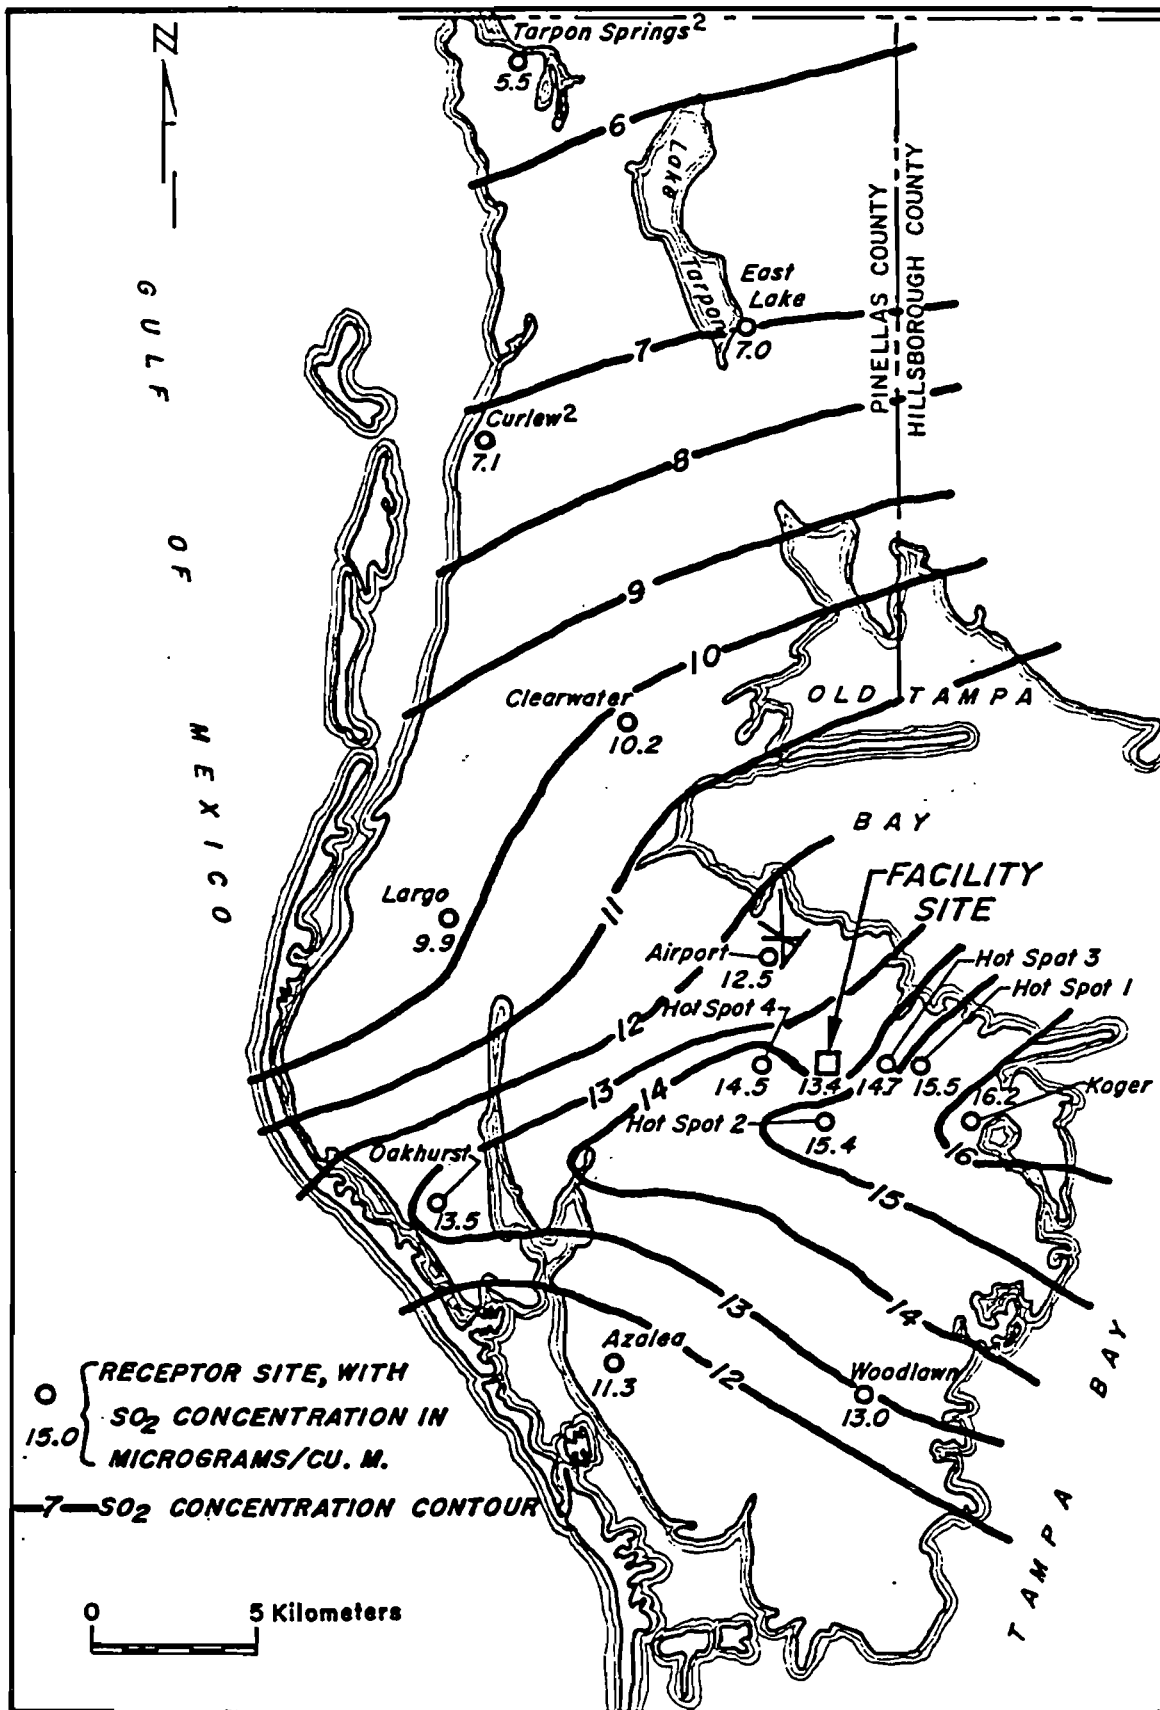 Tarpon Springs2
5.5
N
6
Lake
Tarpon
PINELLAS COUNTY
HILLSBOROUGH COUNTY
East
Lake
7.0
7
GULF OF MEXICO
Curlew2
7.1
8
9
10
Clearwater
10.2
OLD TAMPA
BAY
11
Largo
9.9
FACILITY
SITE
Airport
12.5
Hot Spot 3
Hot Spot 1
12
Hot Spot 4
13
14
14.5
13.4
14.7
15.5
16.2
Koger
Hot Spot 2
15.4
16
Oakhurst
13.5
15
13
14
Azalea
11.3
12
Woodlawn
13.0
TAMPA BAY
15.0
RECEPTOR SITE, WITH
SO2 CONCENTRATION IN
MICROGRAMS/CU. M.
7 SO2 CONCENTRATION CONTOUR
0 5 Kilometers